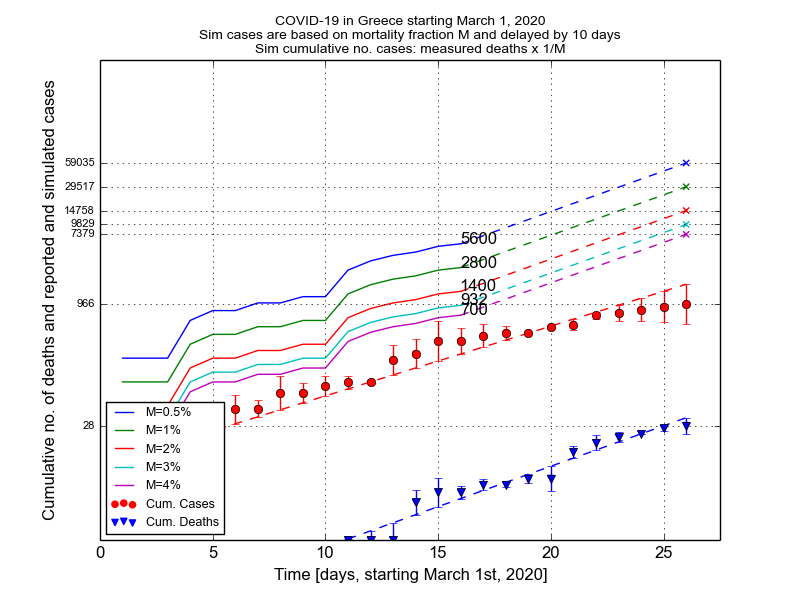 COVID-19 in Greece starting March 1, 2020
Sim cases are based on mortality fraction M and delayed by 10 days
Sim cumulative no. cases: measured deaths x 1/M
Cumulative no. of deaths and reported and simulated cases
59035
29517
14758
9829
7379
966
28
5600
2800
1400
932
700
M=0.5%
M=1%
M=2%
M=3%
M=4%
Cum. Cases
Cum. Deaths
0 5 10 15 20 25
Time [days, starting March 1st, 2020]